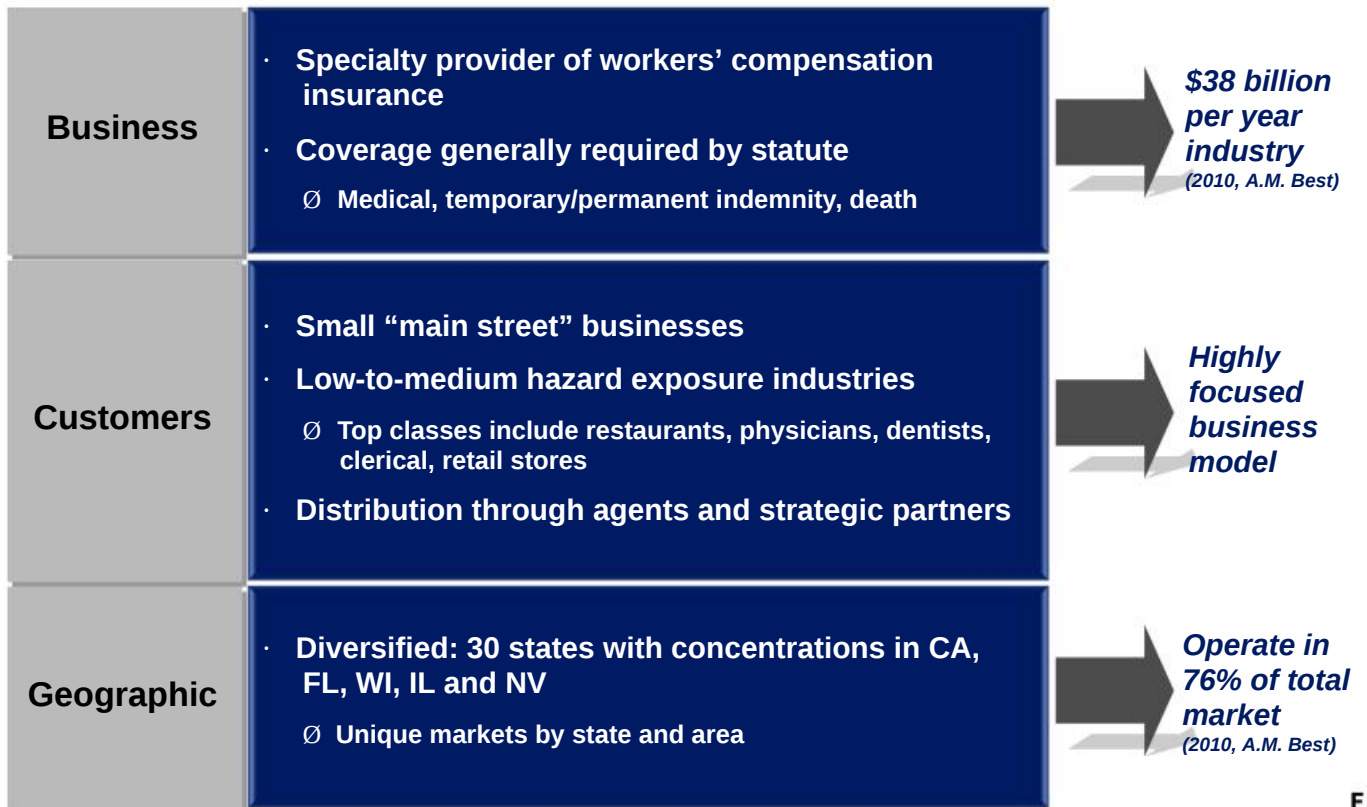 Business
· Specialty provider of workers’ compensation
insurance
· Coverage generally required by statute
Ø Medical, temporary/permanent indemnity, death
$38 billion
per year
industry
(2010, A.M. Best)
Customers
· Small “main street” businesses
· Low-to-medium hazard exposure industries
Ø Top classes include restaurants, physicians, dentists,
clerical, retail stores
· Distribution through agents and strategic partners
Highly
focused
business
model
Geographic
· Diversified: 30 states with concentrations in CA,
FL, WI, IL and NV
Ø Unique markets by state and area
Operate in
76% of total
market
(2010, A.M. Best)